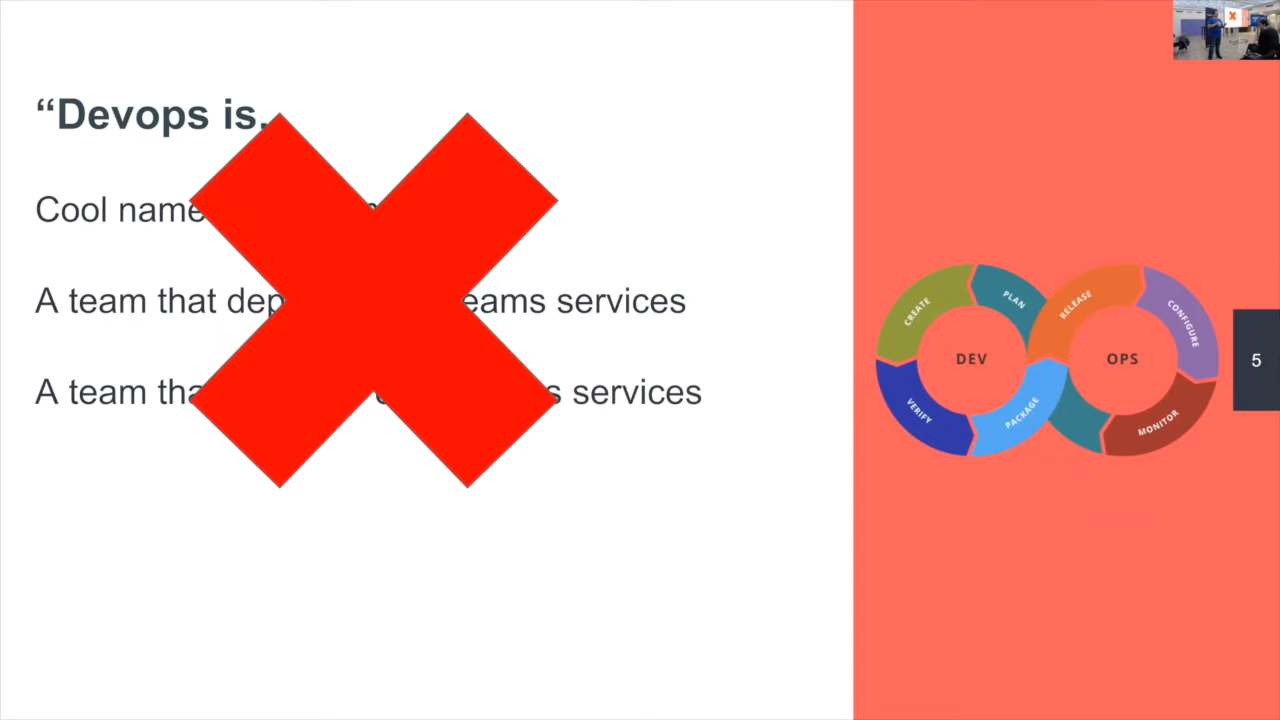 “Devops is.
Cool name
A team that dep eams services
A team tha s services
CREATE
PLAN
RELEASE
CONFIGURE
DEV
OPS
VERIFY
PACKAGE
MONITOR
5